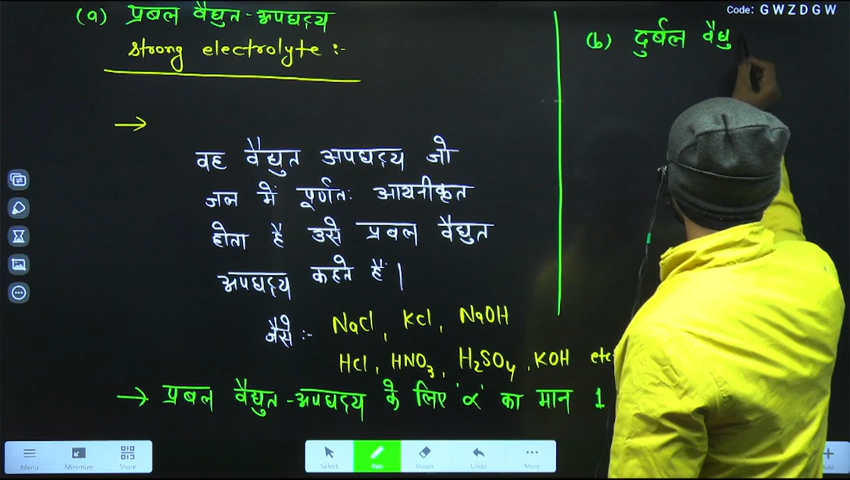 Code: G W Z D G W
(a) प्रबल वैद्युत-अपघट्य
strong electrolyte :-
→
वह वैद्युत अपघट्य जो
जल में पूर्णतः आयनीकृत
होता है उसे प्रबल वैद्युत
अपघट्य कहते हैं |
जैसे :- NaCl, KCl, NaOH
HCl, HNO3, H2SO4, KOH etc
→ प्रबल वैद्युत-अपघट्य के लिए 'α' का मान 1
(b) दुर्बल वैद्यु
Menu
Minimize
Share
Select
Pen
Eraser
Undo
More
Add